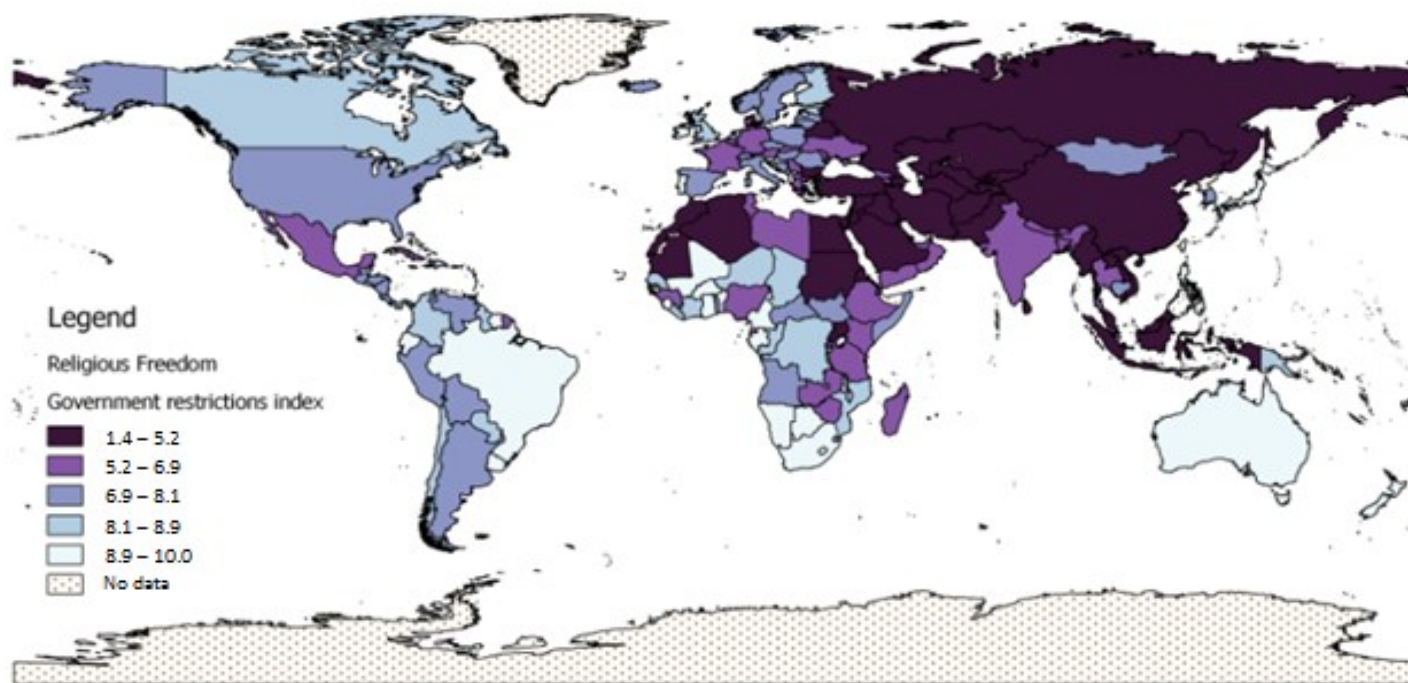 Legend
Religious Freedom
Government restrictions index
1.4 – 5.2
5.2 – 6.9
6.9 – 8.1
8.1 – 8.9
8.9 – 10.0
No data